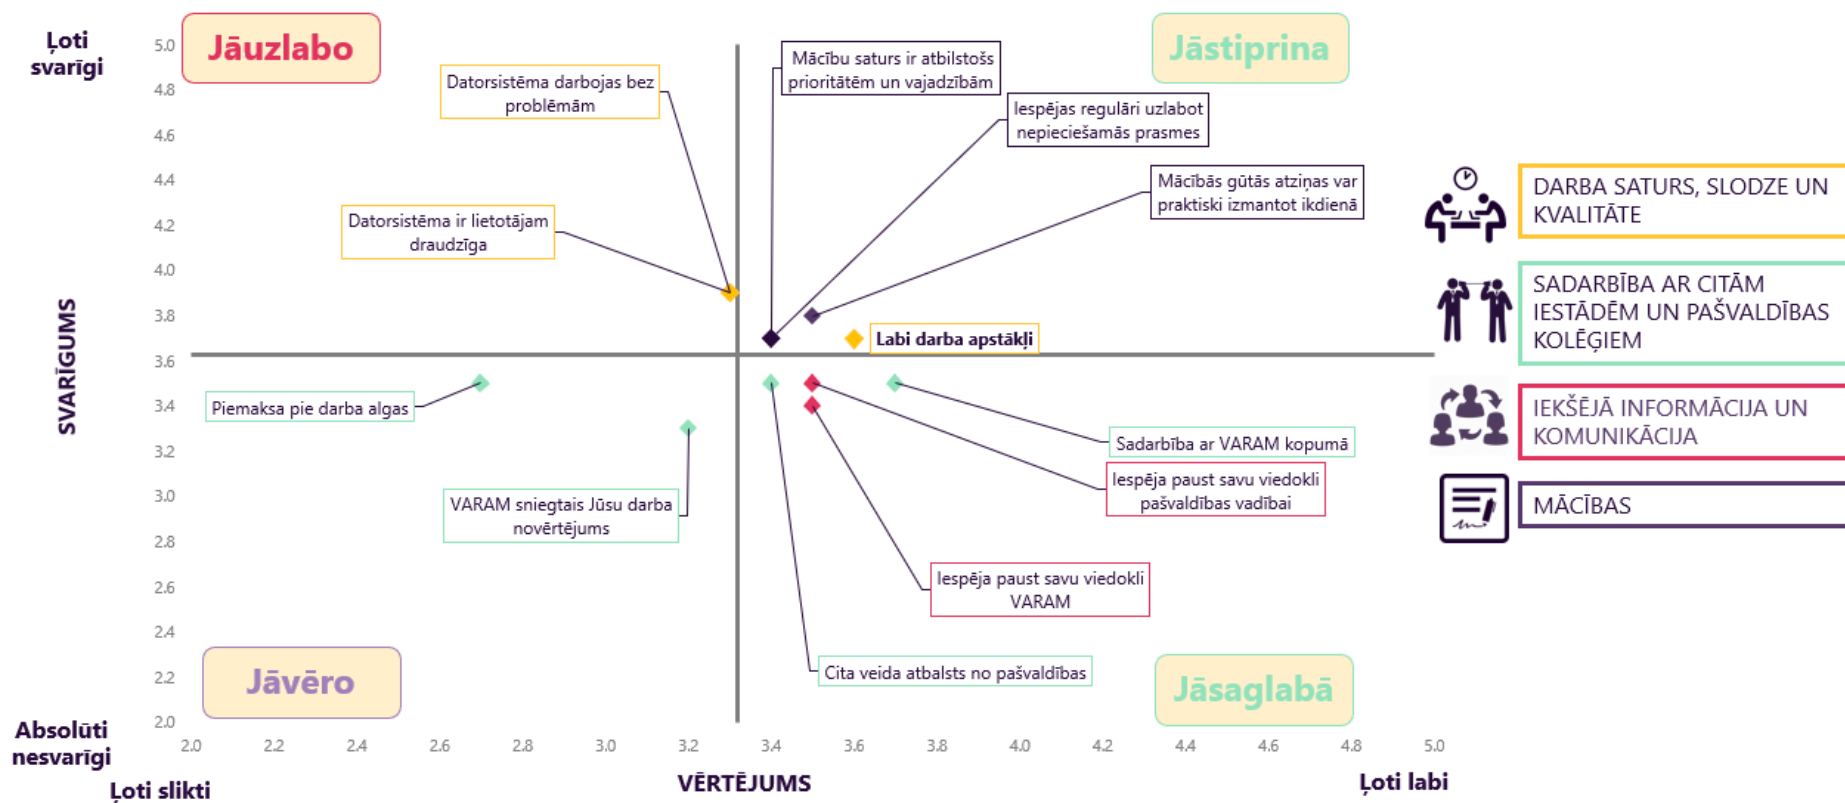 Ļoti
svarīgi
Jāuzlabo
Jāstiprina
Datorsistēma darbojas bez
problēmām
Mācību saturs ir atbilstošs
prioritātēm un vajadzībām
Iespējas regulāri uzlabot
nepieciešamās prasmes
Mācībās gūtās atziņas var
praktiski izmantot ikdienā
Datorsistēma ir lietotājam
draudzīga
Labi darba apstākļi
Piemaksa pie darba algas
VARAM sniegtais Jūsu darba
novērtējums
Sadarbība ar VARAM kopumā
Iespēja paust savu viedokli
pašvaldības vadībai
Iespēja paust savu viedokli
VARAM
Cita veida atbalsts no pašvaldības
Jāvēro
Jāsaglabā
SVARĪGUMS
5.0
4.8
4.6
4.4
4.2
4.0
3.8
3.6
3.4
3.2
3.0
2.8
2.6
2.4
2.2
2.0
Absolūti
nesvarīgi
2.0 2.2 2.4 2.6 2.8 3.0 3.2 3.4 3.6 3.8 4.0 4.2 4.4 4.6 4.8 5.0
Ļoti slikti
VĒRTĒJUMS
Ļoti labi
DARBA SATURS, SLODZE UN
KVALITĀTE
SADARBĪBA AR CITĀM
IESTĀDĒM UN PAŠVALDĪBAS
KOLĒĢIEM
IEKŠĒJĀ INFORMĀCIJA UN
KOMUNIKĀCIJA
MĀCĪBAS